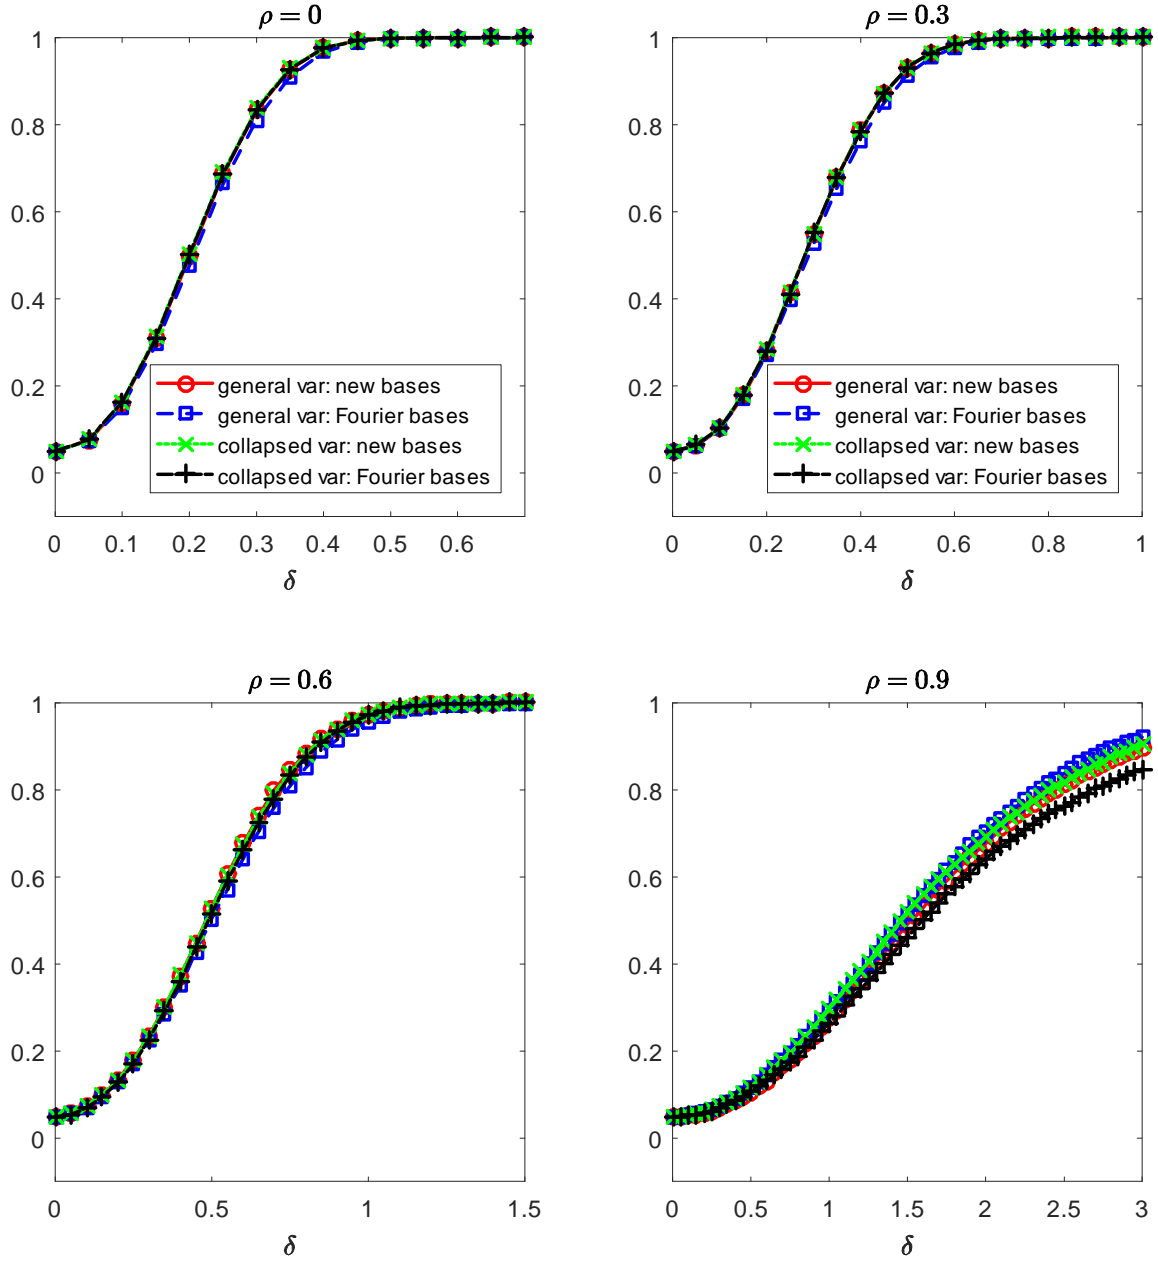 ρ = 0
1
0.8
0.6
0.4
0.2
0
general var: new bases
general var: Fourier bases
collapsed var: new bases
collapsed var: Fourier bases
0 0.1 0.2 0.3 0.4 0.5 0.6
δ
ρ = 0.3
1
0.8
0.6
0.4
0.2
0
general var: new bases
general var: Fourier bases
collapsed var: new bases
collapsed var: Fourier bases
0 0.2 0.4 0.6 0.8 1
δ
ρ = 0.6
1
0.8
0.6
0.4
0.2
0
0 0.5 1 1.5
δ
ρ = 0.9
1
0.8
0.6
0.4
0.2
0
0 0.5 1 1.5 2 2.5 3
δ